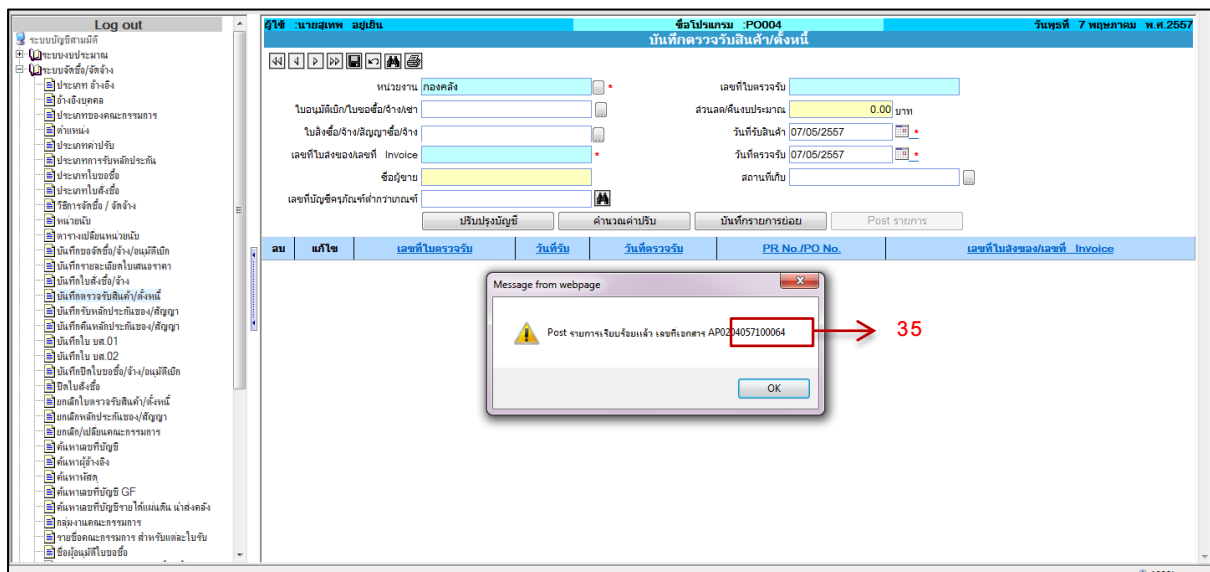 Log out
ระบบบัญชีสามมิติ
ระบบงบประมาณ
ระบบจัดซื้อ/จัดจ้าง
ประเภท อ้างอิง
อ้างอิงบุคคล
ประเภทของคณะกรรมการ
ตำแหน่ง
ประเภทค่าปรับ
ประเภทการรับหลักประกัน
ประเภทใบขอซื้อ
ประเภทใบสั่งซื้อ
วิธีการจัดซื้อ / จัดจ้าง
หน่วยนับ
ตารางเปลี่ยนหน่วยนับ
บันทึกขอจัดซื้อ/จ้าง/อนุมัติเบิก
บันทึกรายละเอียดใบเสนอราคา
บันทึกใบสั่งซื้อ/จ้าง
บันทึกตรวจรับสินค้า/ตั้งหนี้
บันทึกรับหลักประกันซอง/สัญญา
บันทึกคืนหลักประกันซอง/สัญญา
บันทึกใบ บส.01
บันทึกใบ บส.02
บันทึกปิดใบขอซื้อ/จ้าง/อนุมัติเบิก
ปิดใบสั่งซื้อ
ยกเลิกใบตรวจรับสินค้า/ตั้งหนี้
ยกเลิกหลักประกันซอง/สัญญา
ยกเลิก/เปลี่ยนคณะกรรมการ
ค้นหาเลขที่บัญชี
ค้นหาผู้อ้างอิง
ค้นหาพัสดุ
ค้นหาเลขที่บัญชี GF
ค้นหาเลขที่บัญชีรายได้แผ่นดิน นำส่งคลัง
กลุ่มงานคณะกรรมการ
รายชื่อคณะกรรมการ สำหรับแต่ละใบรับ
ชื่อผู้อนุมัติใบขอซื้อ
ผู้ใช้ :นายสุเทพ อยู่เย็น ชื่อโปรแกรม :PO004 วันพุธที่ 7 พฤษภาคม พ.ศ.2557
บันทึกตรวจรับสินค้า/ตั้งหนี้
หน่วยงาน กองคลัง * เลขที่ใบตรวจรับ
ใบอนุมัติเบิก/ใบขอซื้อ/จ้าง/เช่า ... ส่วนลด/คืนงบประมาณ 0.00 บาท
ใบสั่งซื้อ/จ้าง/สัญญาซื้อ/จ้าง ... วันที่รับสินค้า 07/05/2557 *
เลขที่ใบส่งของ/เลขที่ Invoice * วันที่ตรวจรับ 07/05/2557 *
ชื่อผู้ขาย สถานที่เก็บ ...
เลขที่บัญชีครุภัณฑ์ต่ำกว่าเกณฑ์
ปรับปรุงบัญชี คำนวณค่าปรับ บันทึกรายการย่อย Post รายการ
ลบ แก้ไข เลขที่ใบตรวจรับ วันที่รับ วันที่ตรวจรับ PR No./PO No. เลขที่ใบส่งของ/เลขที่ Invoice
Message from webpage
Post รายการเรียบร้อยแล้ว เลขที่เอกสาร AP0204057100064
35
OK